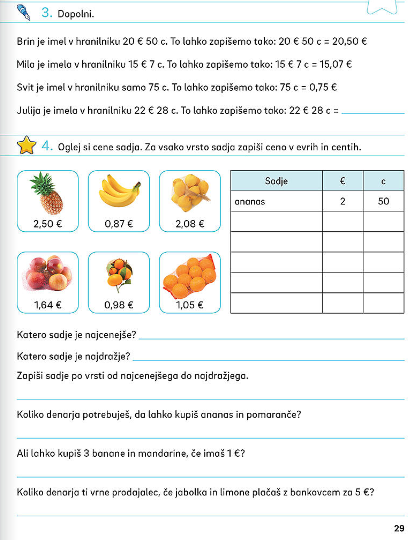 3. Dopolni.
Brin je imel v hranilniku 20 € 50 c. To lahko zapišemo tako: 20 € 50 c = 20,50 €
Mila je imela v hranilniku 15 € 7 c. To lahko zapišemo tako: 15 € 7 c = 15,07 €
Svit je imel v hranilniku samo 75 c. To lahko zapišemo tako: 75 c = 0,75 €
Julija je imela v hranilniku 22 € 28 c. To lahko zapišemo tako: 22 € 28 c =
4. Oglej si cene sadja. Za vsako vrsto sadja zapiši ceno v evrih in centih.
2,50 € 0,87 € 2,08 €
1,64 € 0,98 € 1,05 €
Sadje € c
ananas 2 50
Katero sadje je najcenejše?
Katero sadje je najdražje?
Zapiši sadje po vrsti od najcenejšega do najdražjega.
Koliko denarja potrebuješ, da lahko kupiš ananas in pomaranče?
Ali lahko kupiš 3 banane in mandarine, če imaš 1 €?
Koliko denarja ti vrne prodajalec, če jabolka in limone plačaš z bankovcem za 5 €?
29